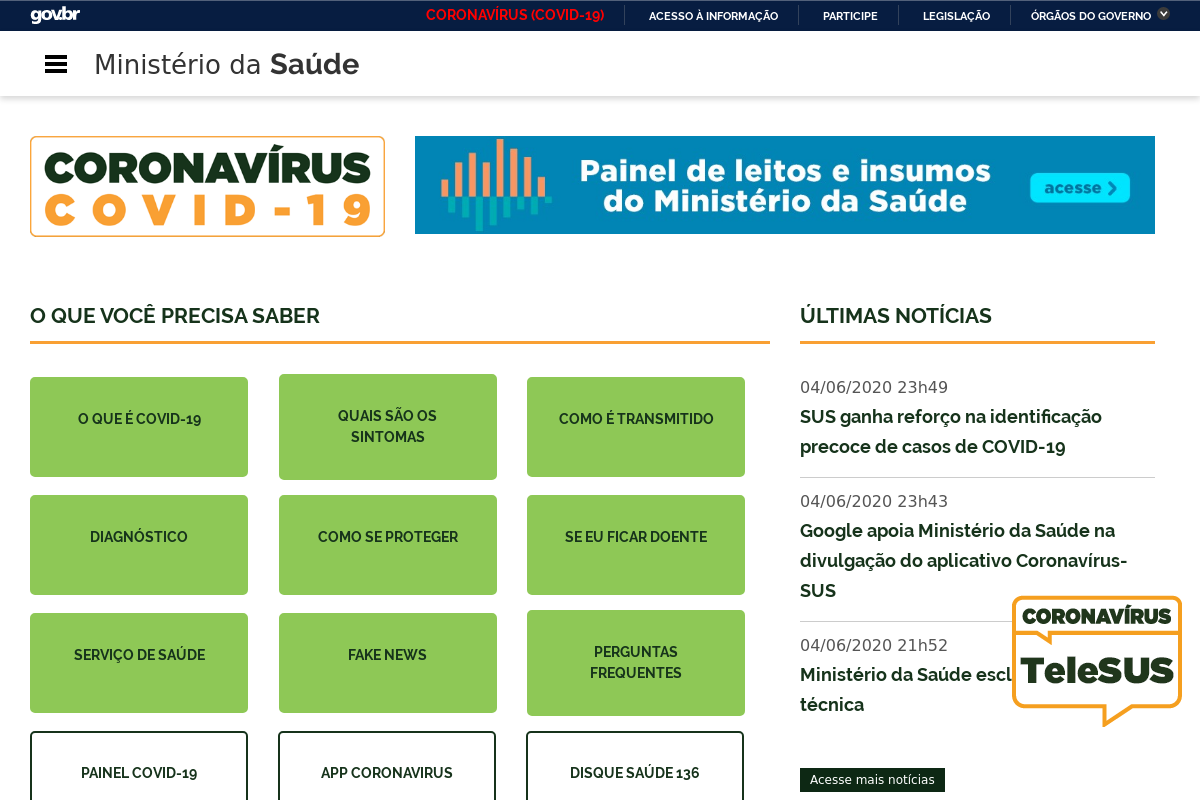 gov.br
CORONAVÍRUS (COVID-19)
ACESSO À INFORMAÇÃO
PARTICIPE
LEGISLAÇÃO
ÓRGÃOS DO GOVERNO
Ministério da Saúde
CORONAVÍRUS
COVID-19
Painel de leitos e insumos
do Ministério da Saúde
acesse
O QUE VOCÊ PRECISA SABER
O QUE É COVID-19
QUAIS SÃO OS
SINTOMAS
COMO É TRANSMITIDO
DIAGNÓSTICO
COMO SE PROTEGER
SE EU FICAR DOENTE
SERVIÇO DE SAÚDE
FAKE NEWS
PERGUNTAS
FREQUENTES
PAINEL COVID-19
APP CORONAVIRUS
DISQUE SAÚDE 136
ÚLTIMAS NOTÍCIAS
04/06/2020 23h49
SUS ganha reforço na identificação
precoce de casos de COVID-19
04/06/2020 23h43
Google apoia Ministério da Saúde na
divulgação do aplicativo Coronavírus-
SUS
04/06/2020 21h52
Ministério da Saúde
técnica
CORONAVÍRUS
TeleSUS
Acesse mais notícias